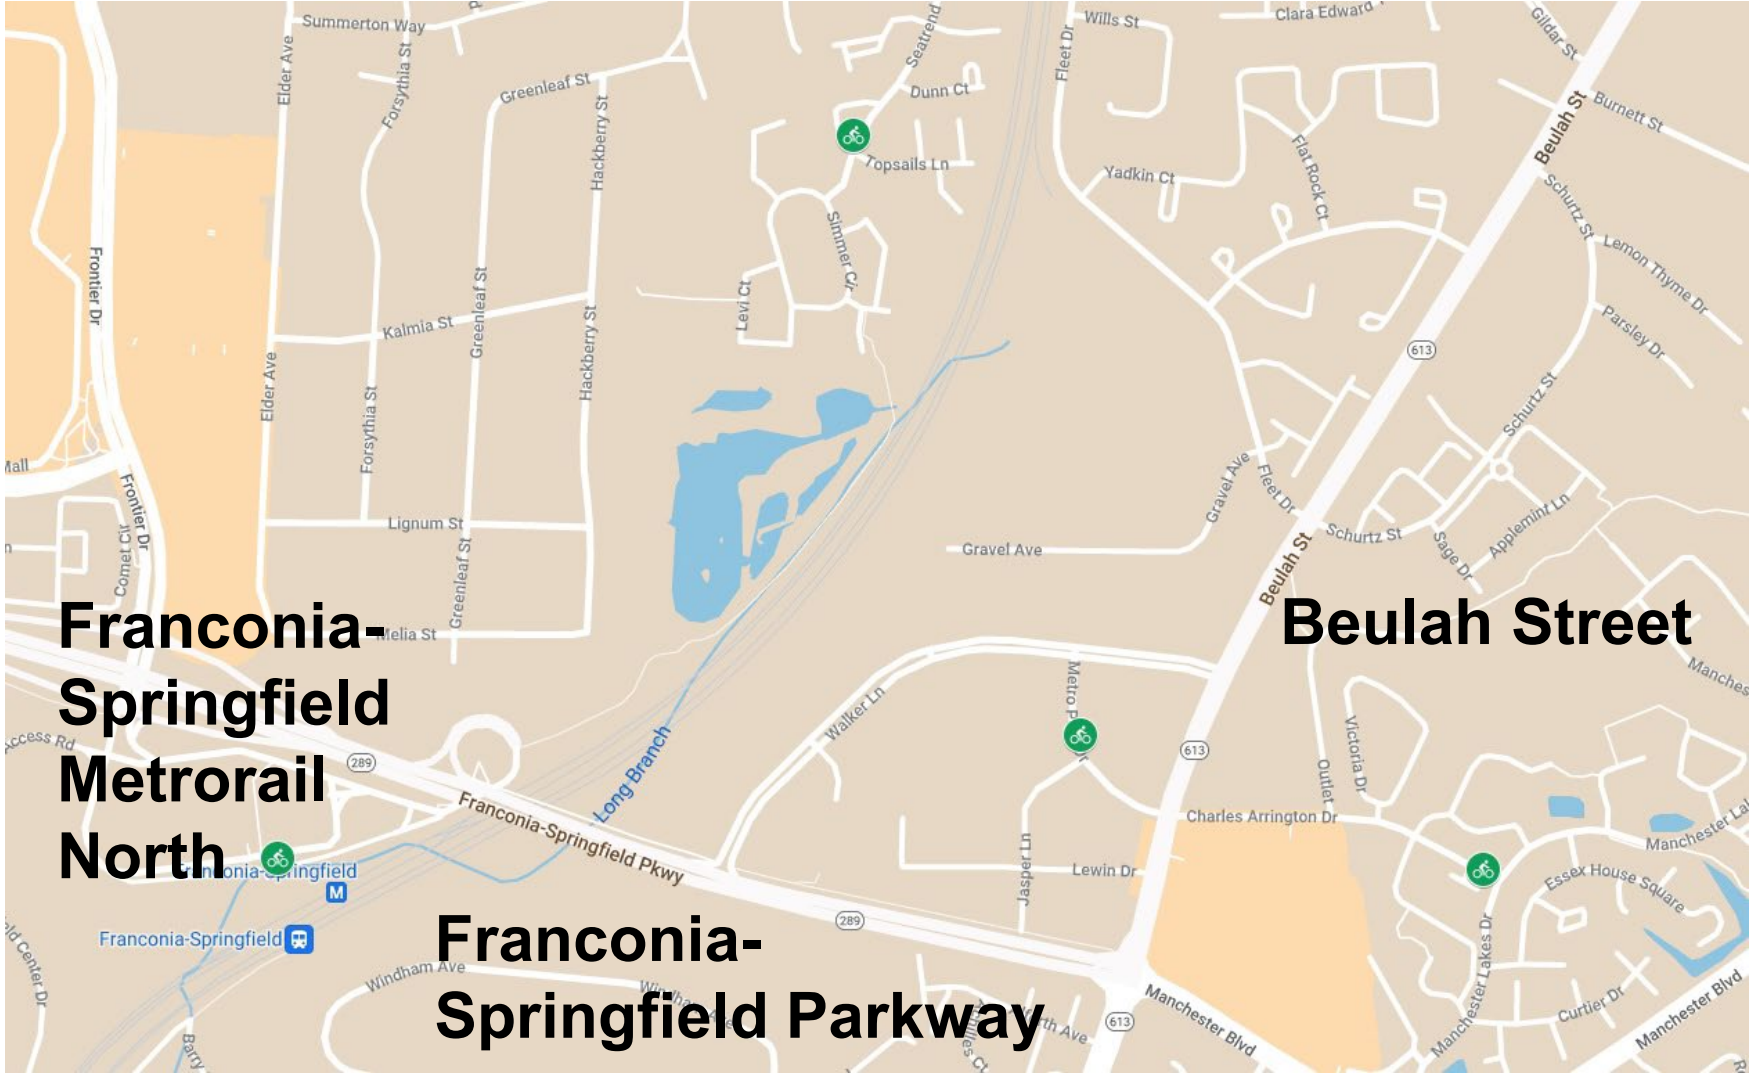 Summerton Way
Seatrend
Wills St
Clara Edward
Gildar St
Elder Ave
Forsythia St
Greenleaf St
Hackberry St
Dunn Ct
Fleet Dr
Burnett St
Beulah St
Topsails Ln
Yadkin Ct
Flat Rock Ct
Schurtz St
Simmer Cir
Lemon Thyme Dr
Frontier Dr
Levi Ct
Kalmia St
Greenleaf St
Hackberry St
Parsley Dr
613
Elder Ave
Forsythia St
Schurtz St
Mall
Frontier Dr
Comet Cir
Lignum St
Gravel Ave
Fleet Dr
Applemint Ln
Schurtz St
Sage Dr
Gravel Ave
Beulah St
Greenleaf St
Melia St
Franconia-
Springfield
Metrorail
North
Beulah Street
Manches
Walker Ln
Metro P
Access Rd
289
Long Branch
613
Victoria Dr
Outlet
Franconia-Springfield Pkwy
Charles Arrington Dr
Manchester La
Jasper Ln
Lewin Dr
Essex House Square
Franconia-Springfield
M
289
Franconia-Springfield
Franconia-
Springfield Parkway
ld Center Dr
Windham Ave
Windham Ave
Manchester Lakes Dr
Manchester Blvd
613
Curtier Dr
Manchester Blvd
Barry